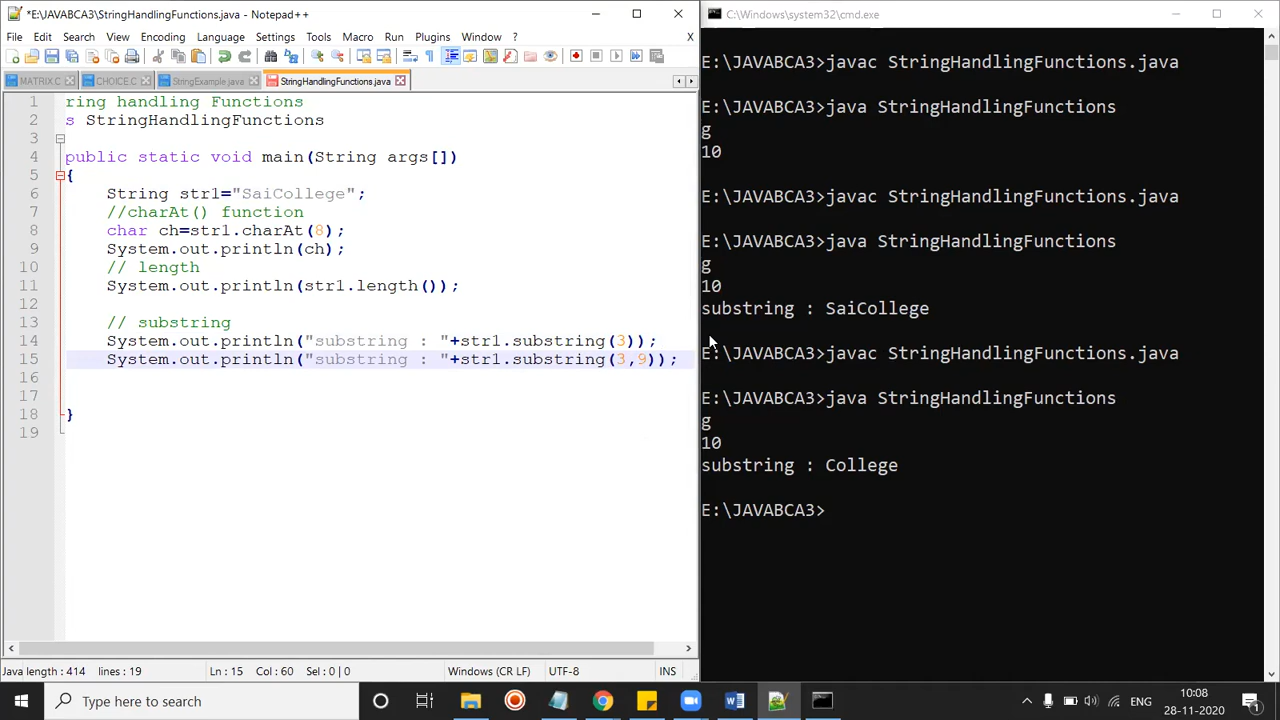 *E:\JAVABCA3\StringHandlingFunctions.java - Notepad++
File Edit Search View Encoding Language Settings Tools Macro Run Plugins Window ? X
MATRIX.C CHOICE.C StringExample.java StringHandlingFunctions.java
1 ring handling Functions
2 s StringHandlingFunctions
3
4 public static void main(String args[])
5 {
6 String str1="SaiCollege";
7 //charAt() function
8 char ch=str1.charAt(8);
9 System.out.println(ch);
10 // length
11 System.out.println(str1.length());
12
13 // substring
14 System.out.println("substring : "+str1.substring(3));
15 System.out.println("substring : "+str1.substring(3,9));
16
17
18 }
19
Java length : 414 lines : 19 Ln : 15 Col : 60 Sel : 0 | 0 Windows (CR LF) UTF-8 INS
C:\Windows\system32\cmd.exe
E:\JAVABCA3>javac StringHandlingFunctions.java
E:\JAVABCA3>java StringHandlingFunctions
g
10
E:\JAVABCA3>javac StringHandlingFunctions.java
E:\JAVABCA3>java StringHandlingFunctions
g
10
substring : SaiCollege
E:\JAVABCA3>javac StringHandlingFunctions.java
E:\JAVABCA3>java StringHandlingFunctions
g
10
substring : College
E:\JAVABCA3>
Type here to search
ENG
10:08
28-11-2020